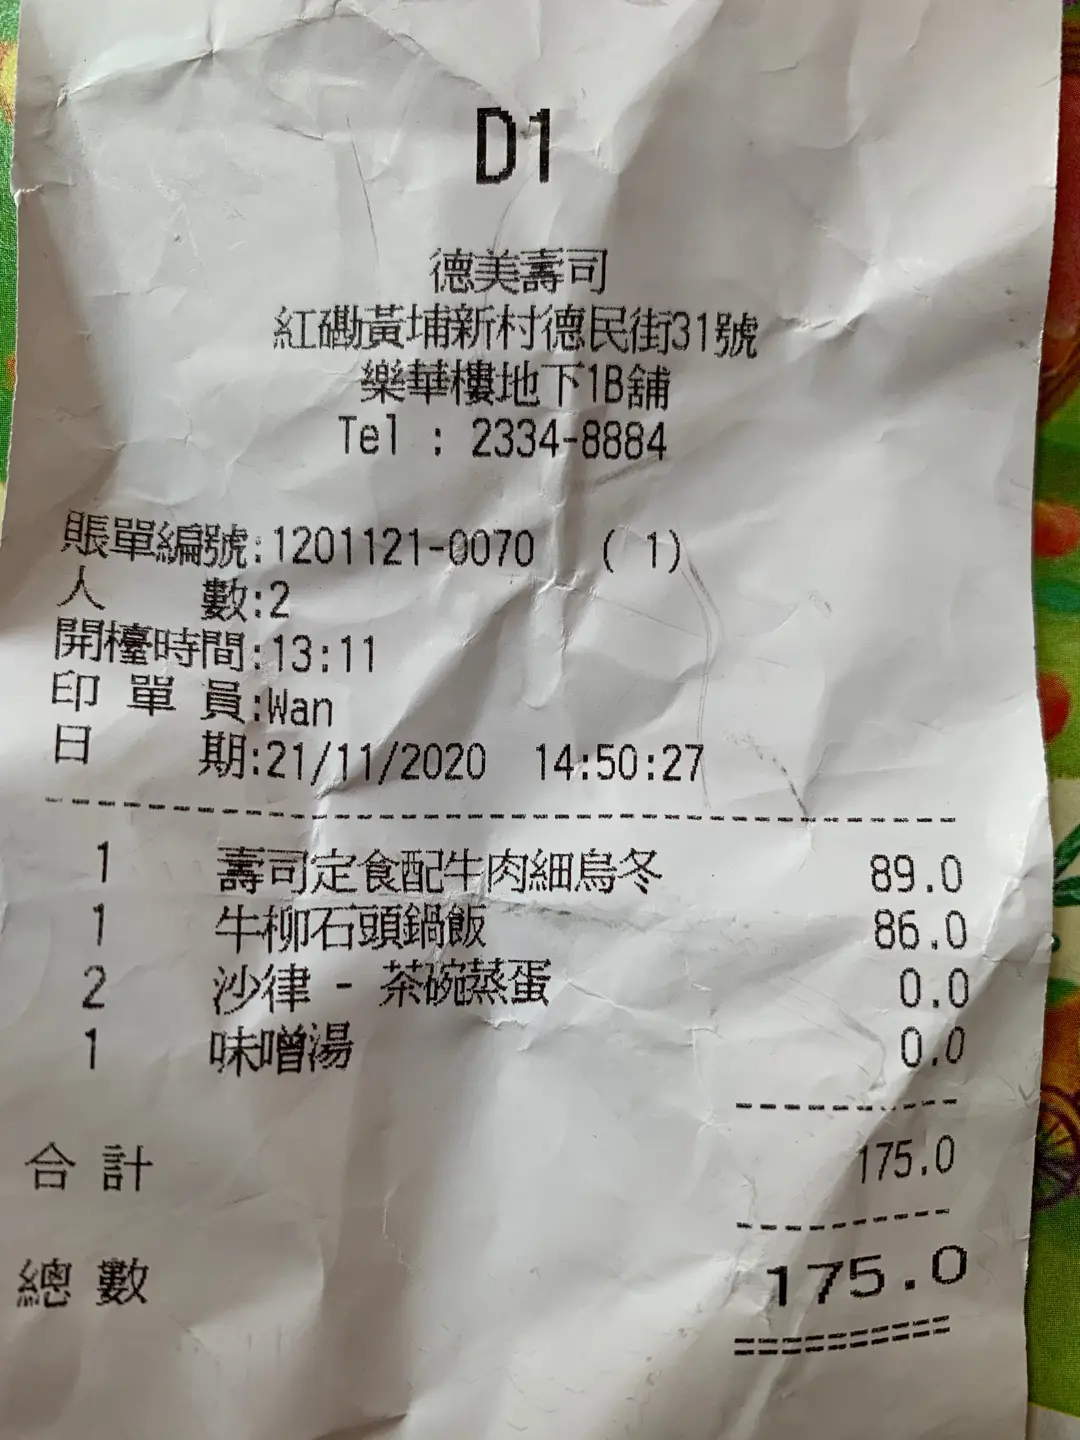 D1
德美壽司
紅磡黃埔新村德民街31號
樂華樓地下1B舖
Tel : 2334-8884
賬單編號:1201121-0070 ( 1)
人 數:2
開檯時間:13:11
印 單 員:Wan
日 期:21/11/2020 14:50:27
1 壽司定食配牛肉細烏冬 89.0
1 牛柳石頭鍋飯 86.0
2 沙律 - 茶碗蒸蛋 0.0
1 味噌湯 0.0
合 計 175.0
總 數 175.0